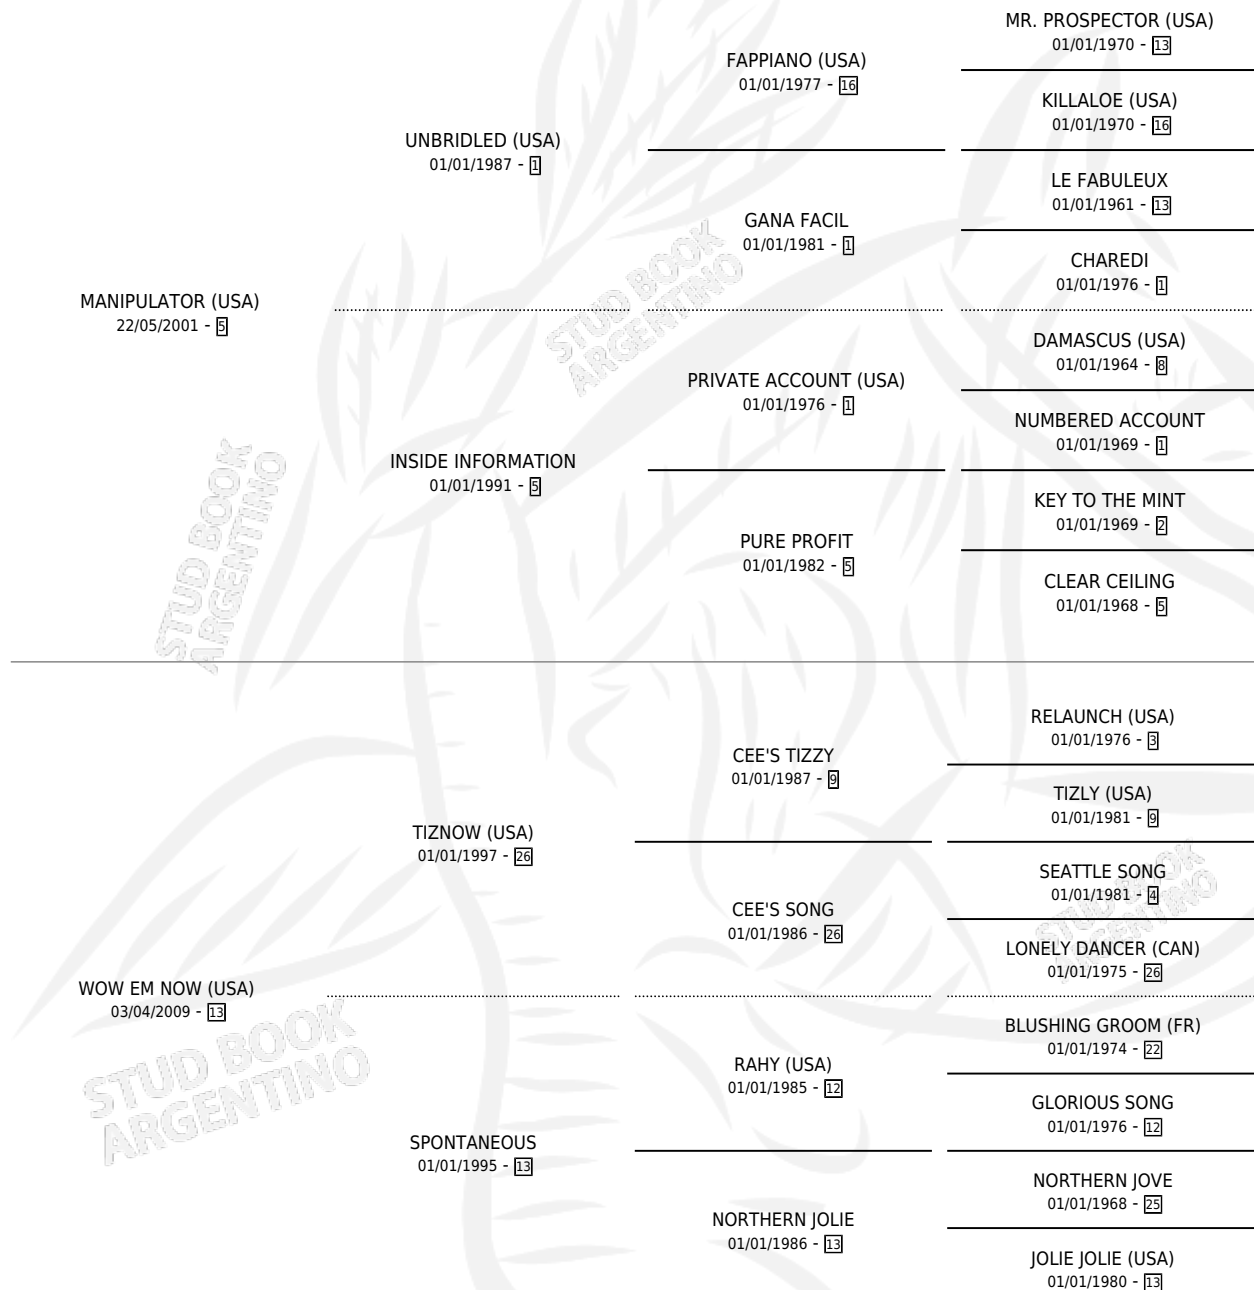 MR. PROSPECTOR (USA)
01/01/1970 - 13
FAPPIANO (USA)
01/01/1977 - 16
KILLALOE (USA)
01/01/1970 - 16
UNBRIDLED (USA)
01/01/1987 - 1
LE FABULEUX
01/01/1961 - 13
GANA FACIL
01/01/1981 - 1
CHAREDI
01/01/1976 - 1
MANIPULATOR (USA)
22/05/2001 - 5
DAMASCUS (USA)
01/01/1964 - 8
PRIVATE ACCOUNT (USA)
01/01/1976 - 1
NUMBERED ACCOUNT
01/01/1969 - 1
INSIDE INFORMATION
01/01/1991 - 5
KEY TO THE MINT
01/01/1969 - 2
PURE PROFIT
01/01/1982 - 5
CLEAR CEILING
01/01/1968 - 5
RELAUNCH (USA)
01/01/1976 - 3
CEE'S TIZZY
01/01/1987 - 9
TIZLY (USA)
01/01/1981 - 9
TIZNOW (USA)
01/01/1997 - 26
SEATTLE SONG
01/01/1981 - 4
CEE'S SONG
01/01/1986 - 26
LONELY DANCER (CAN)
01/01/1975 - 26
WOW EM NOW (USA)
03/04/2009 - 13
BLUSHING GROOM (FR)
01/01/1974 - 22
RAHY (USA)
01/01/1985 - 12
GLORIOUS SONG
01/01/1976 - 12
SPONTANEOUS
01/01/1995 - 13
NORTHERN JOVE
01/01/1968 - 25
NORTHERN JOLIE
01/01/1986 - 13
JOLIE JOLIE (USA)
01/01/1980 - 13
STUD BOOK
ARGENTINO
STUD BOOK
ARGENTINO
STUD BOOK
ARGENTINO
STUD BOOK
ARGENTINO